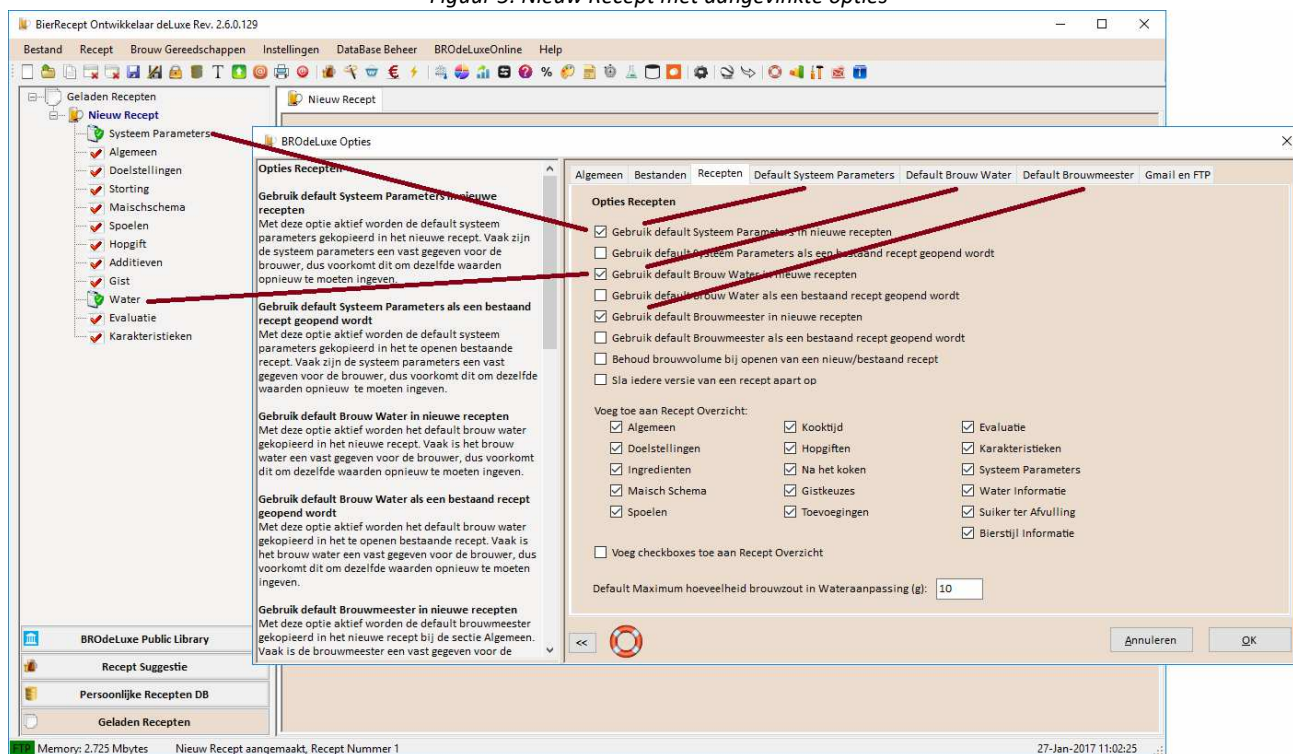 Figuur 3: Nieuw Recept met aangevinkte opties
BierRecept Ontwikkelaar deLuxe Rev. 2.6.0.129
Bestand Recept Brouw Gereedschappen Instellingen DataBase Beheer BROdeLuxeOnline Help
Geladen Recepten
Nieuw Recept
Systeem Parameters
Algemeen
Doelstellingen
Storting
Maischschema
Spoelen
Hopgift
Additieven
Gist
Water
Evaluatie
Karakteristieken
BROdeLuxe Public Library
Recept Suggestie
Persoonlijke Recepten DB
Geladen Recepten
Nieuw Recept
BROdeLuxe Opties
Opties Recepten
Gebruik default Systeem Parameters in nieuwe
recepten
Met deze optie aktief worden de default systeem
parameters gekopieerd in het nieuwe recept. Vaak zijn
de systeem parameters een vast gegeven voor de
brouwer, dus voorkomt dit om dezelfde waarden
opnieuw te moeten ingeven.
Gebruik default Systeem Parameters als een bestaand
recept geopend wordt
Met deze optie aktief worden de default systeem
parameters gekopieerd in het te openen bestaande
recept. Vaak zijn de systeem parameters een vast
gegeven voor de brouwer, dus voorkomt dit om dezelfde
waarden opnieuw te moeten ingeven.
Gebruik default Brouw Water in nieuwe recepten
Met deze optie aktief worden het default brouw water
gekopieerd in het nieuwe recept. Vaak is het brouw
water een vast gegeven voor de brouwer, dus voorkomt
dit om dezelfde waarden opnieuw te moeten ingeven.
Gebruik default Brouw Water als een bestaand recept
geopend wordt
Met deze optie aktief worden het default brouw water
gekopieerd in het te openen bestaande recept. Vaak is
het brouw water een vast gegeven voor de brouwer, dus
voorkomt dit om dezelfde waarden opnieuw te moeten
ingeven.
Gebruik default Brouwmeester in nieuwe recepten
Met deze optie aktief worden de default brouwmeester
gekopieerd in het nieuwe recept bij de sectie Algemeen.
Vaak is de brouwmeester een vast gegeven voor de
Algemeen Bestanden Recepten Default Systeem Parameters Default Brouw Water Default Brouwmeester Gmail en FTP
Opties Recepten
Gebruik default Systeem Parameters in nieuwe recepten
Gebruik default Systeem Parameters als een bestaand recept geopend wordt
Gebruik default Brouw Water in nieuwe recepten
Gebruik default Brouw Water als een bestaand recept geopend wordt
Gebruik default Brouwmeester in nieuwe recepten
Gebruik default Brouwmeester als een bestaand recept geopend wordt
Behoud brouwvolume bij openen van een nieuw/bestaand recept
Sla iedere versie van een recept apart op
Voeg toe aan Recept Overzicht:
Algemeen Kooktijd Evaluatie
Doelstellingen Hopgiften Karakteristieken
Ingredienten Na het koken Systeem Parameters
Maisch Schema Gistkeuzes Water Informatie
Spoelen Toevoegingen Suiker ter Afvulling
Bierstijl Informatie
Voeg checkboxes toe aan Recept Overzicht
Default Maximum hoeveelheid brouwzout in Wateraanpassing (g): 10
<< Annuleren OK
FTP Memory: 2.725 Mbytes Nieuw Recept aangemaakt, Recept Nummer 1 27-Jan-2017 11:02:25